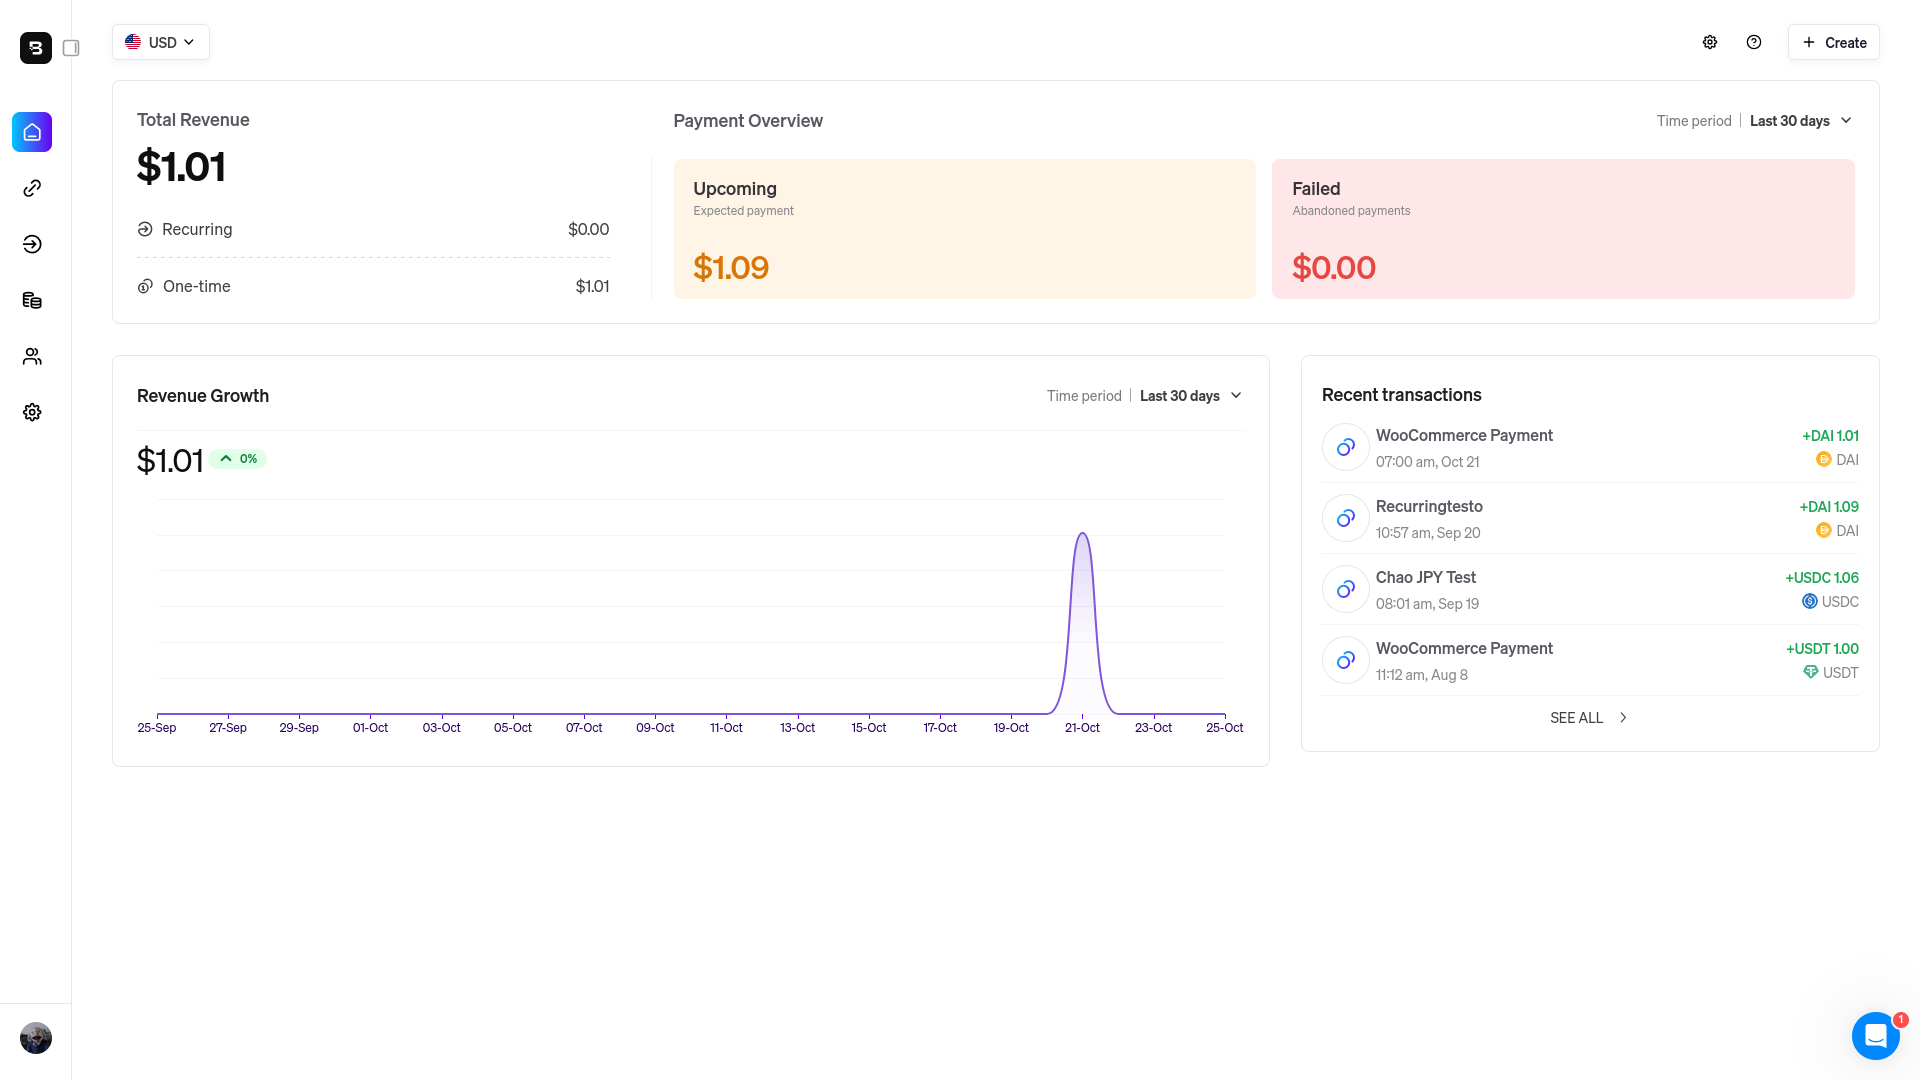 USD
Create
Total Revenue
$1.01
Recurring $0.00
One-time $1.01
Payment Overview
Time period Last 30 days
Upcoming
Expected payment
$1.09
Failed
Abandoned payments
$0.00
Revenue Growth
Time period Last 30 days
$1.01 0%
25-Sep 27-Sep 29-Sep 01-Oct 03-Oct 05-Oct 07-Oct 09-Oct 11-Oct 13-Oct 15-Oct 17-Oct 19-Oct 21-Oct 23-Oct 25-Oct
Recent transactions
WooCommerce Payment +DAI 1.01
07:00 am, Oct 21 DAI
Recurringtesto +DAI 1.09
10:57 am, Sep 20 DAI
Chao JPY Test +USDC 1.06
08:01 am, Sep 19 USDC
WooCommerce Payment +USDT 1.00
11:12 am, Aug 8 USDT
SEE ALL
1